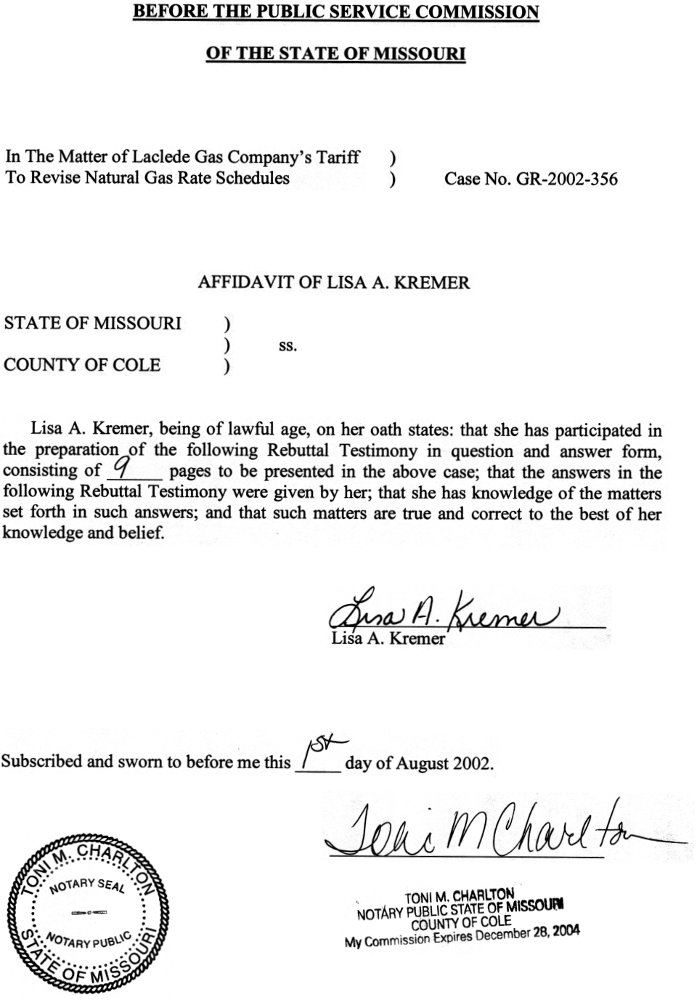 BEFORE THE PUBLIC SERVICE COMMISSION
OF THE STATE OF MISSOURI
In The Matter of Laclede Gas Company's Tariff )
To Revise Natural Gas Rate Schedules ) Case No. GR-2002-356
AFFIDAVIT OF LISA A. KREMER
STATE OF MISSOURI )
) ss.
COUNTY OF COLE )
Lisa A. Kremer, being of lawful age, on her oath states: that she has participated in
the preparation of the following Rebuttal Testimony in question and answer form,
consisting of 9 pages to be presented in the above case; that the answers in the
following Rebuttal Testimony were given by her; that she has knowledge of the matters
set forth in such answers; and that such matters are true and correct to the best of her
knowledge and belief.
Lisa A. Kremer
Lisa A. Kremer
Subscribed and sworn to before me this 1st day of August 2002.
Toni M Charlton
TONI M. CHARLTON
NOTARY PUBLIC STATE OF MISSOURI
COUNTY OF COLE
My Commission Expires December 28, 2004
TONI M. CHARLTON
NOTARY SEAL
NOTARY PUBLIC
STATE OF MISSOURI